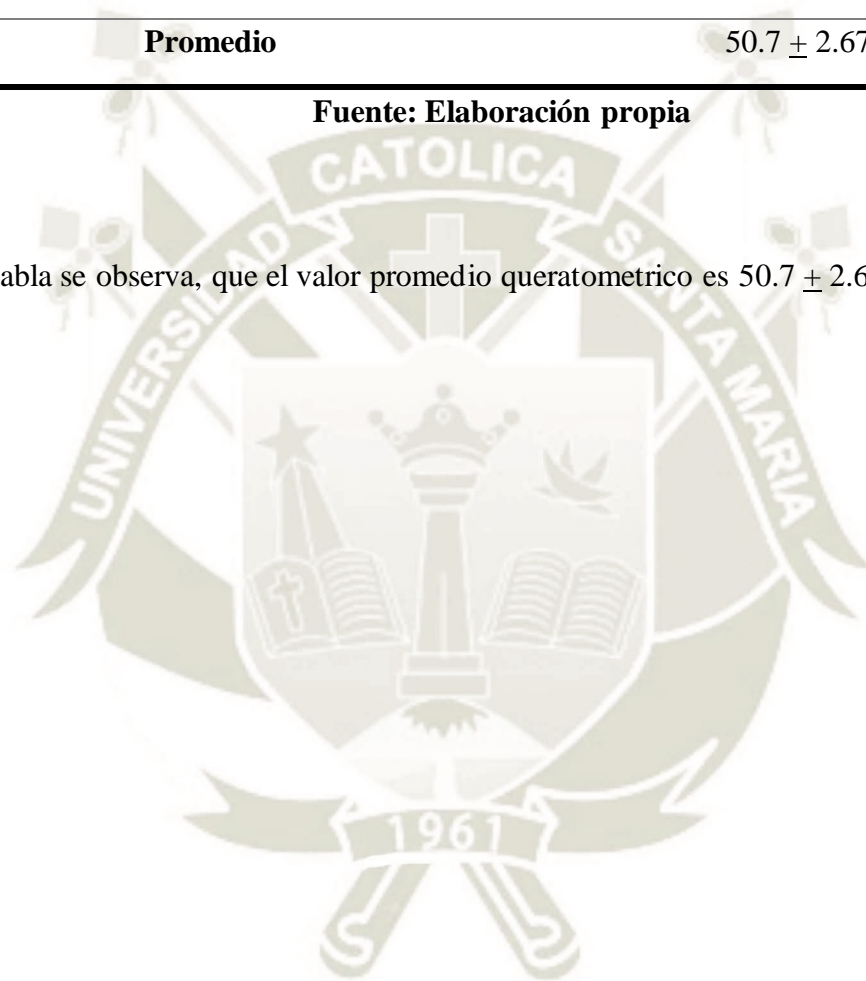 Promedio 50.7 + 2.67
Fuente: Elaboración propia
CATOLICA
UNIVERSIDAD
SANTA MARIA
abla se observa, que el valor promedio queratometrico es 50.7 + 2.6
1961